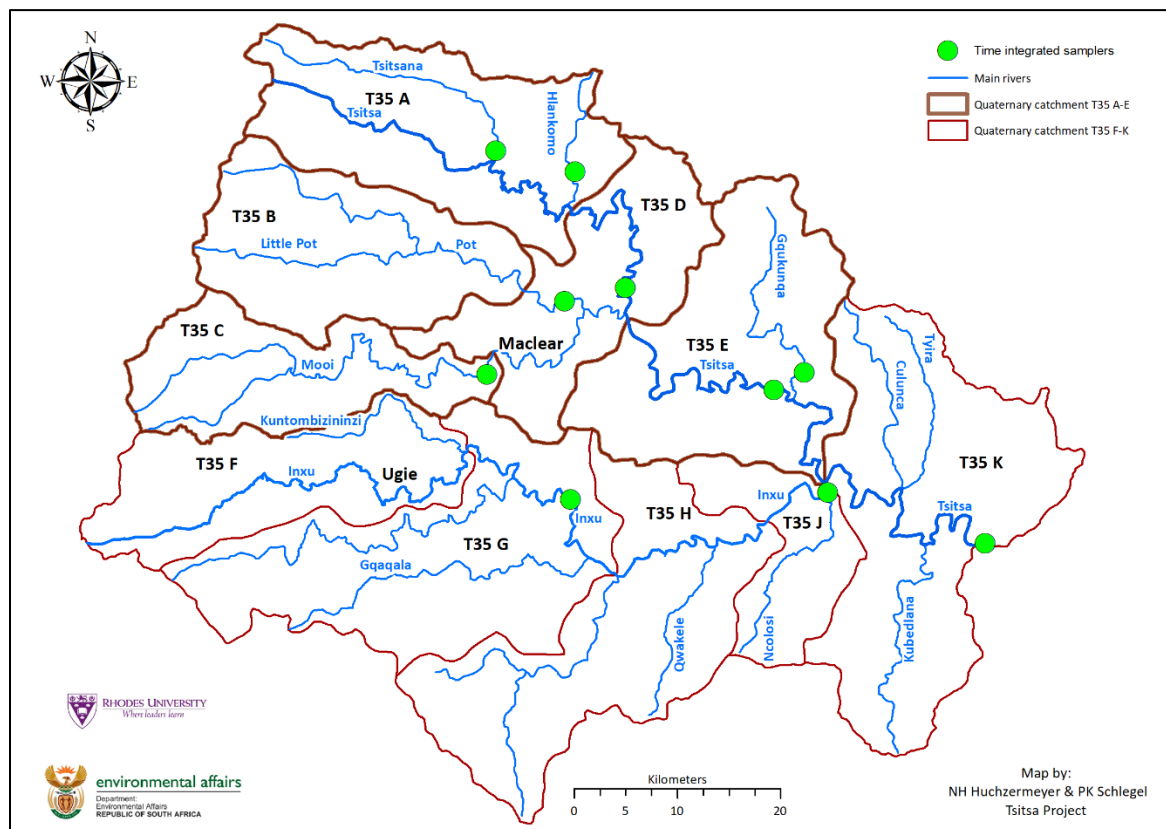 N
W
E
S
Time integrated samplers
Main rivers
Quaternary catchment T35 A-E
Quaternary catchment T35 F-K
Tsitsana
T35 A
Tsitsa
Hlankomo
T35 B
Little Pot
Pot
T35 D
Gqukunqa
T35 C
Mooi
Maclear
T35 E
Tsitsa
Tyira
Culunca
Kuntombizininzi
T35 F
Inxu
Ugie
T35 K
Inxu
Inxu
T35 H
T35 J
Tsitsa
T35 G
Gqaqala
Qwakele
Ncolosi
Kubedlana
RHODES UNIVERSITY
Where leaders learn
environmental affairs
Department:
Environmental Affairs
REPUBLIC OF SOUTH AFRICA
Kilometers
0 5 10 20
Map by:
NH Huchzermeyer & PK Schlegel
Tsitsa Project